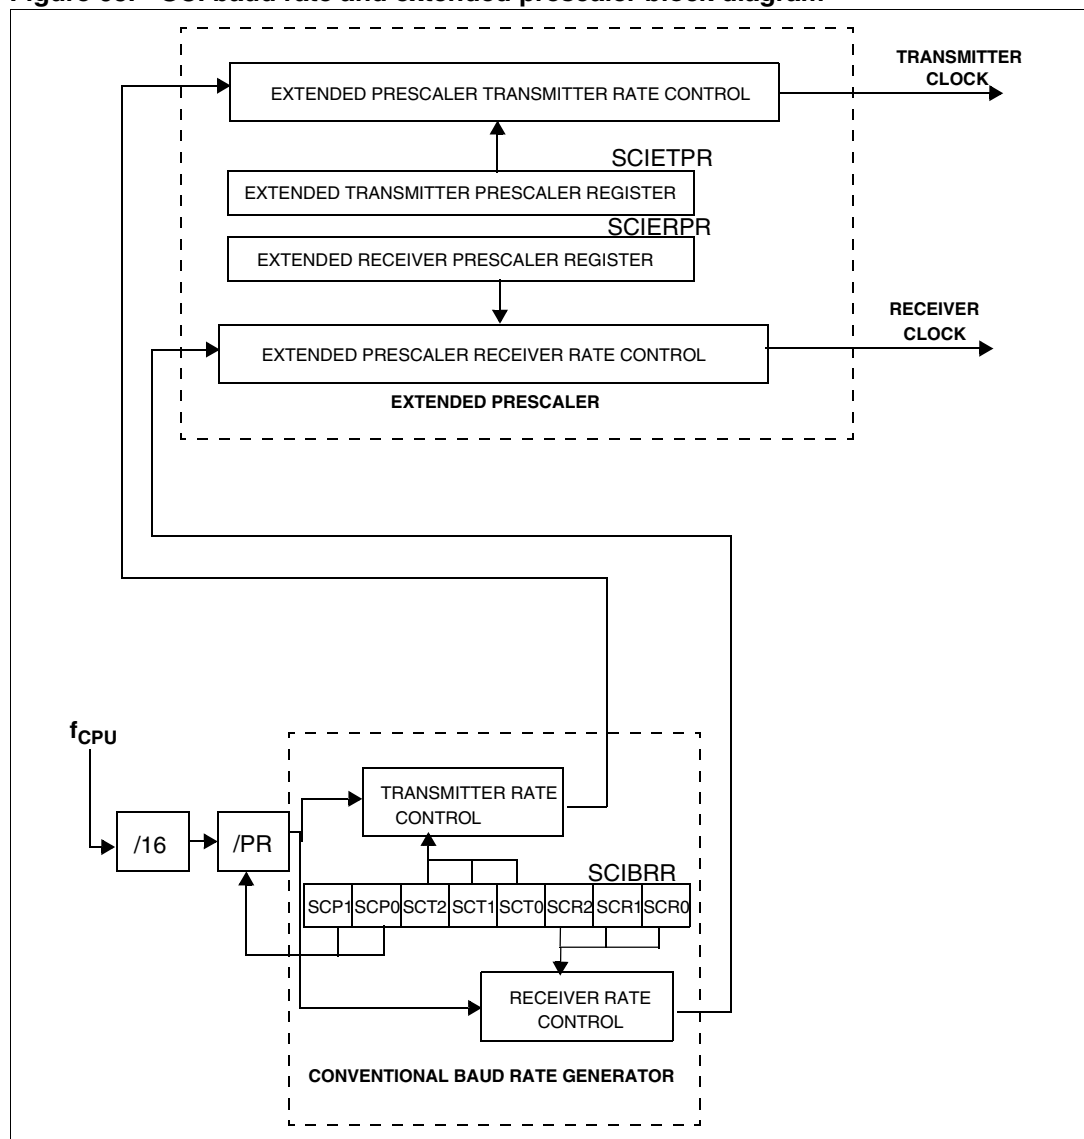 TRANSMITTER
CLOCK
EXTENDED PRESCALER TRANSMITTER RATE CONTROL
SCIETPR
EXTENDED TRANSMITTER PRESCALER REGISTER
SCIERPR
EXTENDED RECEIVER PRESCALER REGISTER
RECEIVER
CLOCK
EXTENDED PRESCALER RECEIVER RATE CONTROL
EXTENDED PRESCALER
fCPU
TRANSMITTER RATE
CONTROL
/16
/PR
SCIBRR
SCP1 SCP0 SCT2 SCT1 SCT0 SCR2 SCR1 SCR0
RECEIVER RATE
CONTROL
CONVENTIONAL BAUD RATE GENERATOR